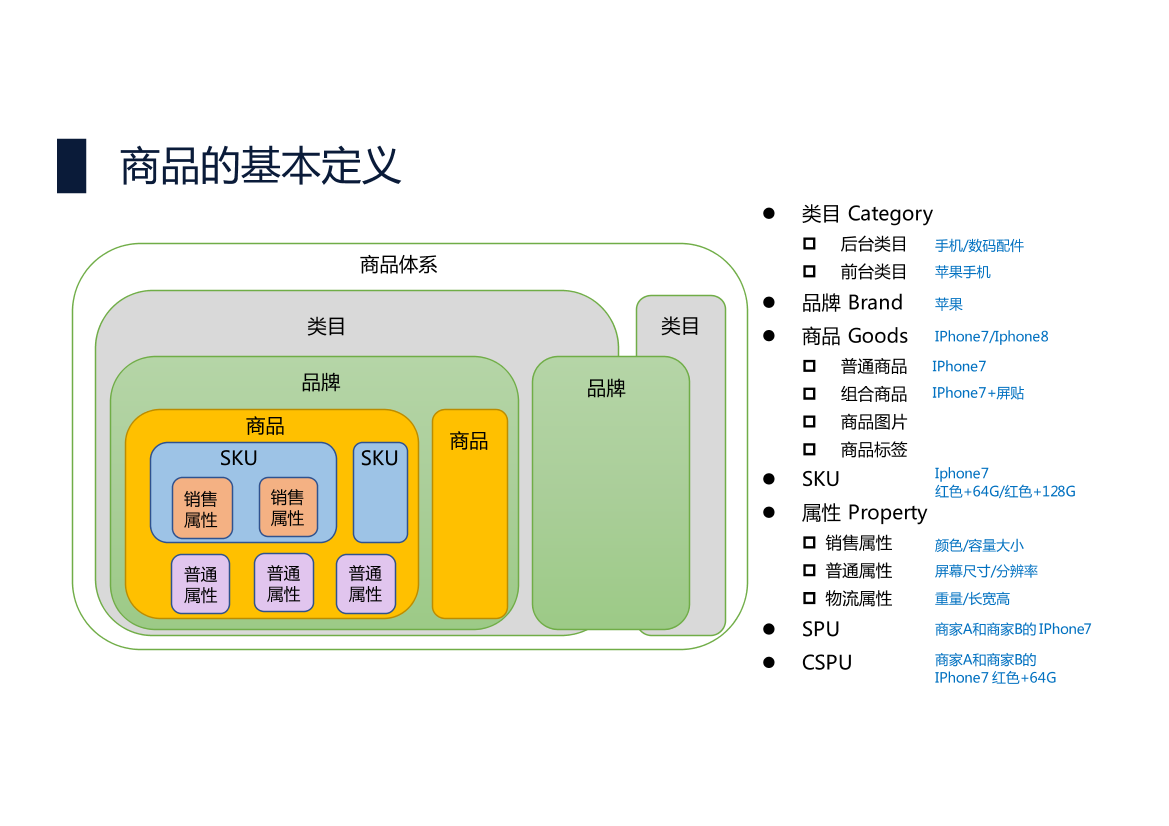 商品的基本定义
商品体系
类目
类目
品牌
品牌
商品
商品
SKU
SKU
销售
属性
销售
属性
普通
属性
普通
属性
普通
属性
类目 Category
后台类目 手机/数码配件
前台类目 苹果手机
品牌 Brand 苹果
商品 Goods IPhone7/Iphone8
普通商品 IPhone7
组合商品 IPhone7+屏贴
商品图片
商品标签
SKU Iphone7
红色+64G/红色+128G
属性 Property
销售属性 颜色/容量大小
普通属性 屏幕尺寸/分辨率
物流属性 重量/长宽高
SPU 商家A和商家B的 IPhone7
CSPU 商家A和商家B的
IPhone7 红色+64G